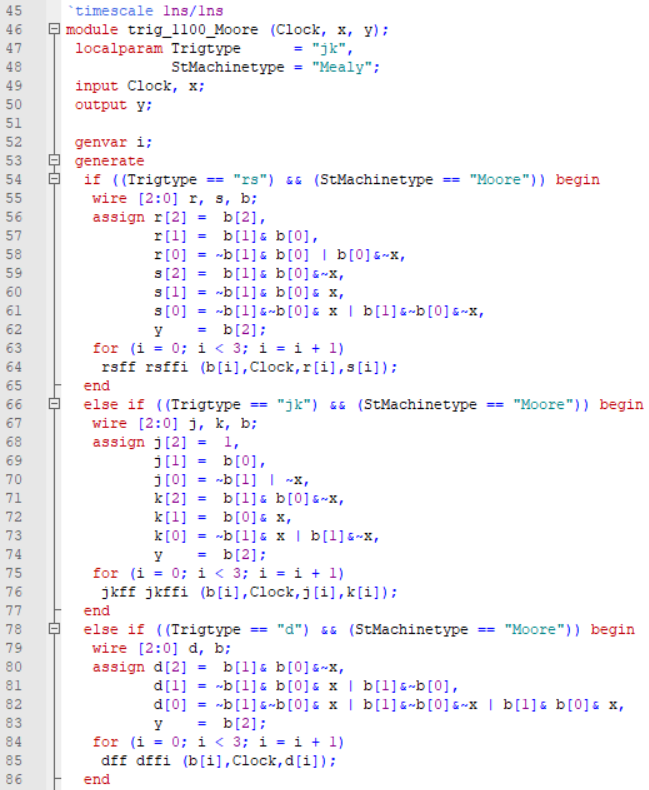 45 `timescale 1ns/1ns
46 module trig_1100_Moore (Clock, x, y);
47 localparam Trigtype = "jk",
48 StMachinetype = "Mealy";
49 input Clock, x;
50 output y;
51
52 genvar i;
53 generate
54 if ((Trigtype == "rs") && (StMachinetype == "Moore")) begin
55 wire [2:0] r, s, b;
56 assign r[2] = b[2],
57 r[1] = b[1]& b[0],
58 r[0] = ~b[1]& b[0] | b[0]&~x,
59 s[2] = b[1]& b[0]&~x,
60 s[1] = ~b[1]& b[0]& x,
61 s[0] = ~b[1]&~b[0]& x | b[1]&~b[0]&~x,
62 y = b[2];
63 for (i = 0; i < 3; i = i + 1)
64 rsff rsffi (b[i],Clock,r[i],s[i]);
65 end
66 else if ((Trigtype == "jk") && (StMachinetype == "Moore")) begin
67 wire [2:0] j, k, b;
68 assign j[2] = 1,
69 j[1] = b[0],
70 j[0] = ~b[1] | ~x,
71 k[2] = b[1]& b[0]&~x,
72 k[1] = b[0]& x,
73 k[0] = ~b[1]& x | b[1]&~x,
74 y = b[2];
75 for (i = 0; i < 3; i = i + 1)
76 jkff jkffi (b[i],Clock,j[i],k[i]);
77 end
78 else if ((Trigtype == "d") && (StMachinetype == "Moore")) begin
79 wire [2:0] d, b;
80 assign d[2] = b[1]& b[0]&~x,
81 d[1] = ~b[1]& b[0]& x | b[1]&~b[0],
82 d[0] = ~b[1]&~b[0]& x | b[1]&~b[0]&~x | b[1]& b[0]& x,
83 y = b[2];
84 for (i = 0; i < 3; i = i + 1)
85 dff dffi (b[i],Clock,d[i]);
86 end